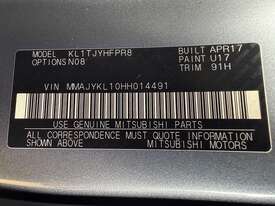 MODEL KL1TJYHFPR8 BUILT APR17
OPTIONS N08 PAINT U17
TRIM 91H
VIN MMAJYKL10HH014491
USE GENUINE MITSUBISHI PARTS
ALL CORRESPONDENCE MUST QUOTE INFORMATION
SHOWN ABOVE MITSUBISHI MOTORS